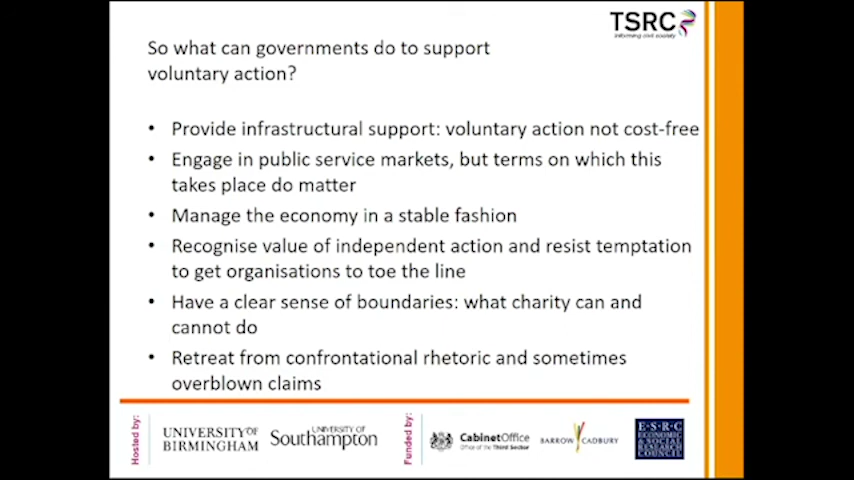 TSRC
informing civil society
So what can governments do to support
voluntary action?
• Provide infrastructural support: voluntary action not cost-free
• Engage in public service markets, but terms on which this
takes place do matter
• Manage the economy in a stable fashion
• Recognise value of independent action and resist temptation
to get organisations to toe the line
• Have a clear sense of boundaries: what charity can and
cannot do
• Retreat from confrontational rhetoric and sometimes
overblown claims
Hosted by:
UNIVERSITY OF
BIRMINGHAM
UNIVERSITY OF
Southampton
Funded by:
CabinetOffice
Office of the Third Sector
BARROW CADBURY
E·S·R·C
ECONOMIC
& SOCIAL
RESEARCH
COUNCIL